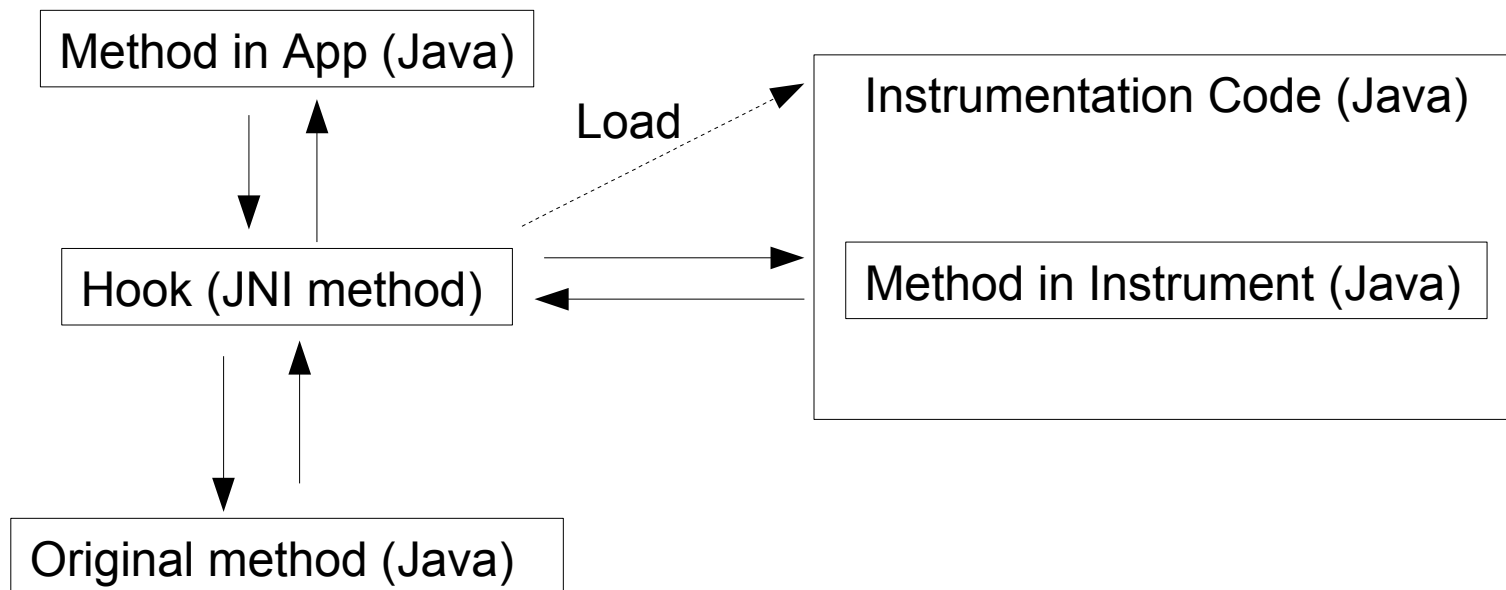 Method in App (Java)
Load
Instrumentation Code (Java)
Hook (JNI method)
Method in Instrument (Java)
Original method (Java)